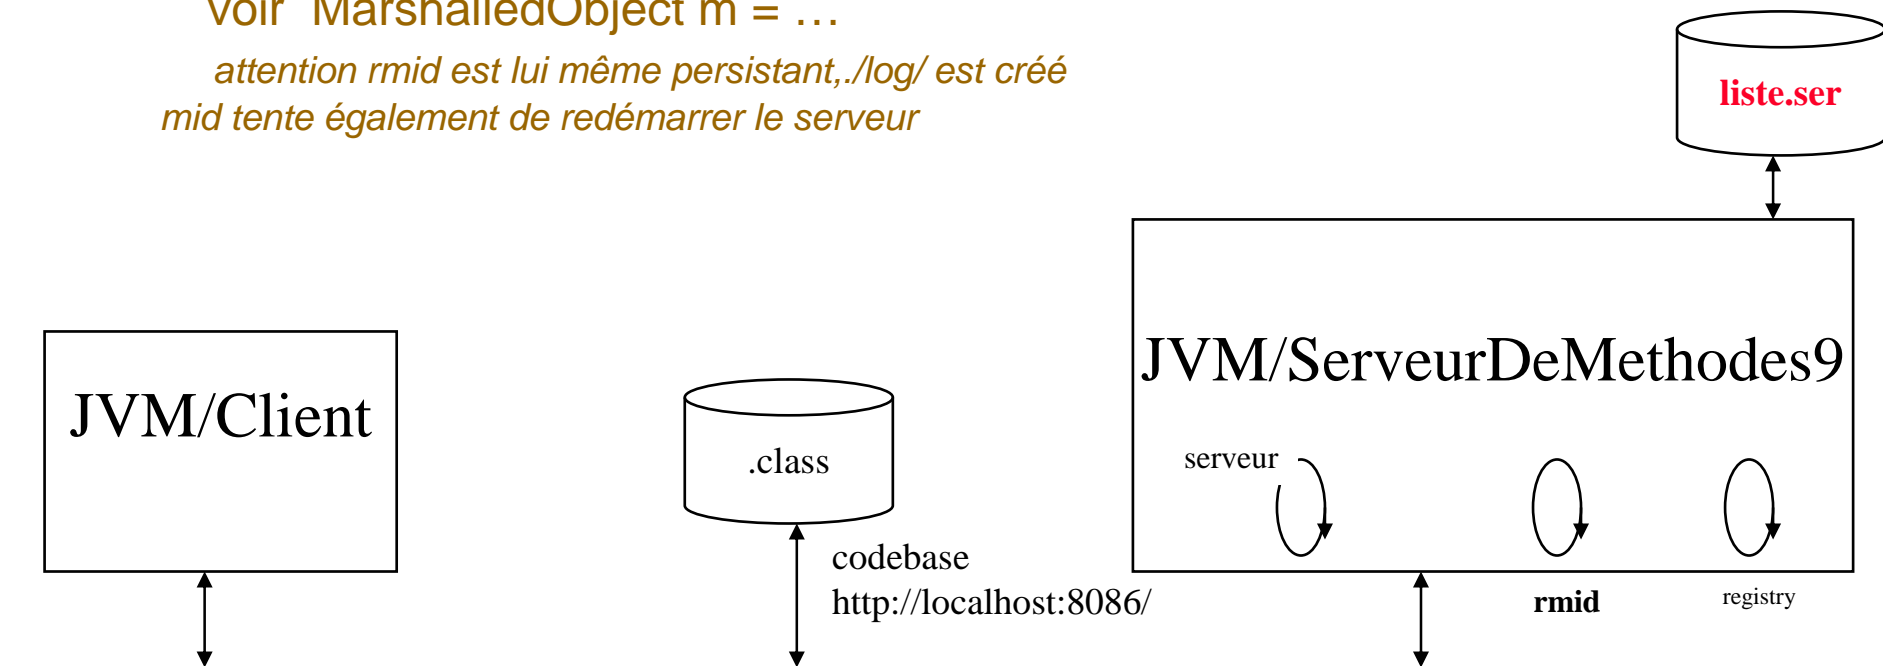 voir MarshalledObject m = …
attention rmid est lui même persistant,./log/ est créé
mid tente également de redémarrer le serveur
liste.ser
JVM/Client
.class
codebase
http://localhost:8086/
JVM/ServeurDeMethodes9
serveur
rmid
registry